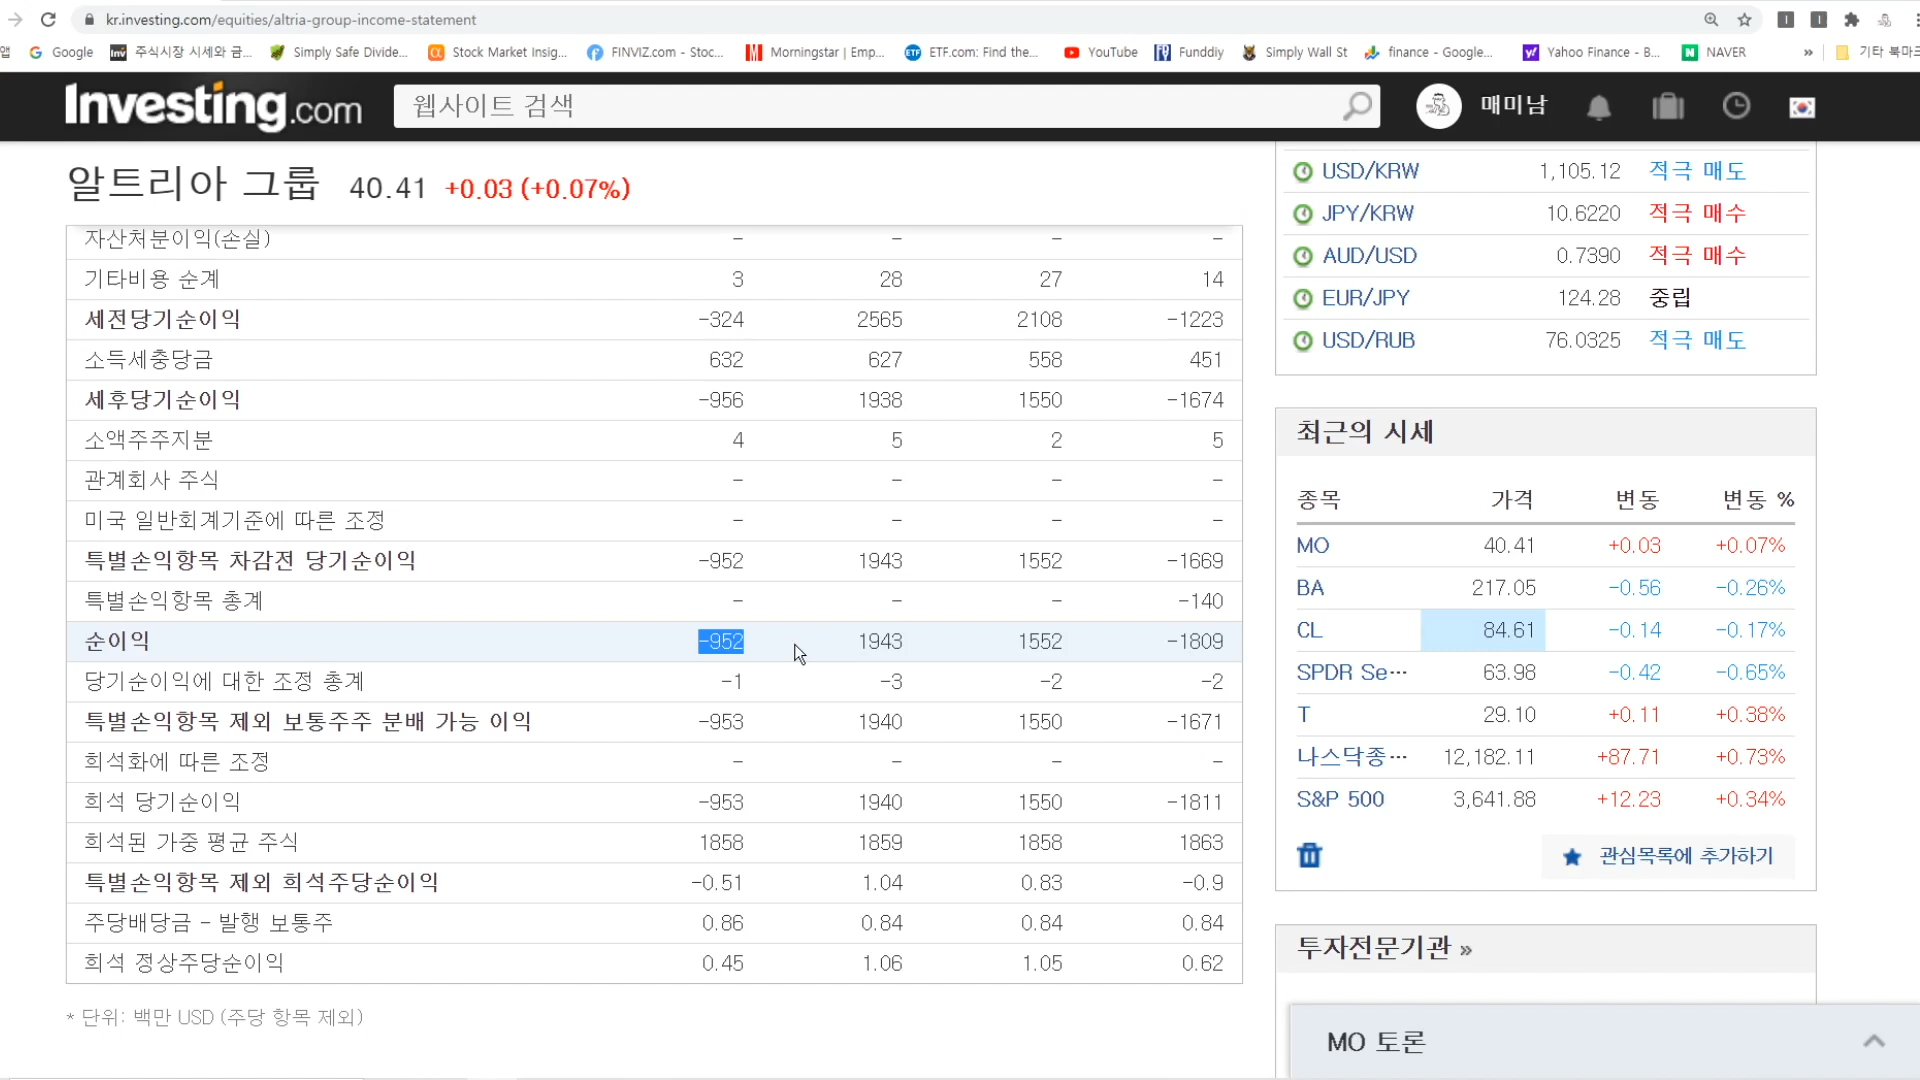 kr.investing.com/equities/altria-group-income-statement
앱 Google 주식시장 시세와 금... Simply Safe Divide... Stock Market Insig... FINVIZ.com - Stoc... Morningstar | Emp... ETF.com: Find the... YouTube Funddiy Simply Wall St finance - Google... Yahoo Finance - B... NAVER » 기타 북마크
Investing.com 웹사이트 검색 매미남
알트리아 그룹 40.41 +0.03 (+0.07%)
자산처분이익(손실) – – – –
기타비용 순계 3 28 27 14
세전당기순이익 -324 2565 2108 -1223
소득세충당금 632 627 558 451
세후당기순이익 -956 1938 1550 -1674
소액주주지분 4 5 2 5
관계회사 주식 – – – –
미국 일반회계기준에 따른 조정 – – – –
특별손익항목 차감전 당기순이익 -952 1943 1552 -1669
특별손익항목 총계 – – – -140
순이익 -952 1943 1552 -1809
당기순이익에 대한 조정 총계 -1 -3 -2 -2
특별손익항목 제외 보통주주 분배 가능 이익 -953 1940 1550 -1671
희석화에 따른 조정 – – – –
희석 당기순이익 -953 1940 1550 -1811
희석된 가중 평균 주식 1858 1859 1858 1863
특별손익항목 제외 희석주당순이익 -0.51 1.04 0.83 -0.9
주당배당금 – 발행 보통주 0.86 0.84 0.84 0.84
희석 정상주당순이익 0.45 1.06 1.05 0.62
* 단위: 백만 USD (주당 항목 제외)
USD/KRW 1,105.12 적극 매도
JPY/KRW 10.6220 적극 매수
AUD/USD 0.7390 적극 매수
EUR/JPY 124.28 중립
USD/RUB 76.0325 적극 매도
최근의 시세
종목 가격 변동 변동 %
MO 40.41 +0.03 +0.07%
BA 217.05 -0.56 -0.26%
CL 84.61 -0.14 -0.17%
SPDR Se... 63.98 -0.42 -0.65%
T 29.10 +0.11 +0.38%
나스닥종... 12,182.11 +87.71 +0.73%
S&P 500 3,641.88 +12.23 +0.34%
관심목록에 추가하기
투자전문기관 »
MO 토론